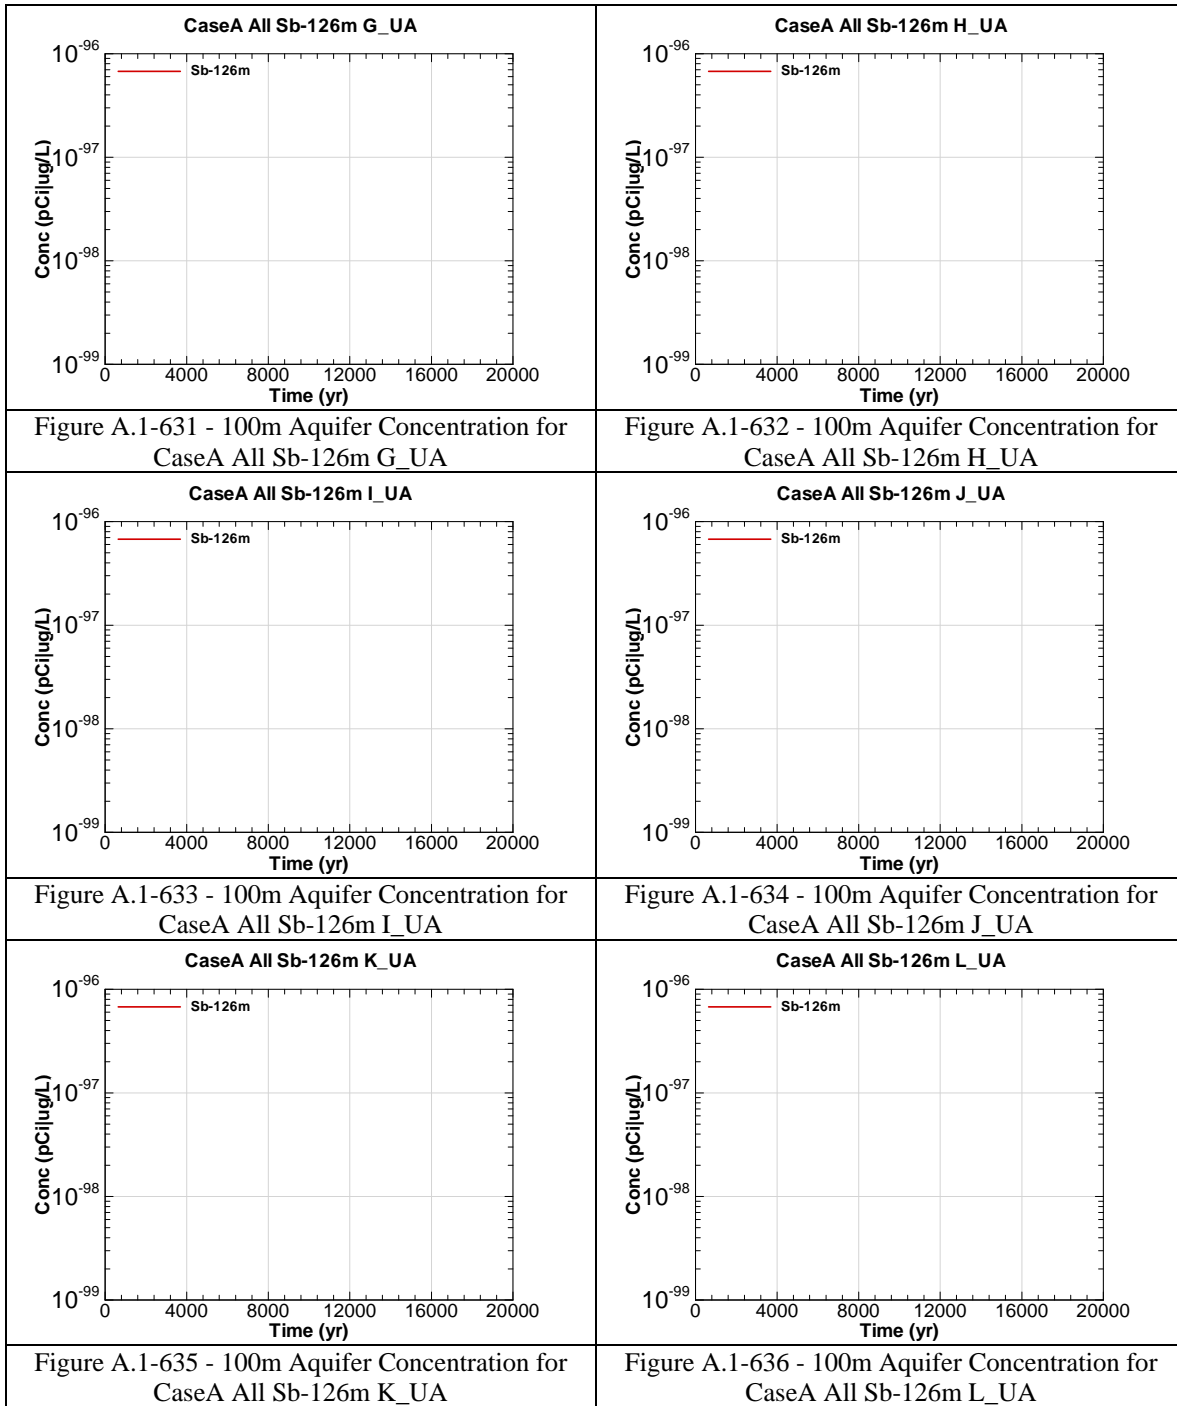 CaseA All Sb-126m G_UA
10-96
Sb-126m
10-97
Conc (pCi|ug/L)
10-98
10-99
0 4000 8000 12000 16000 20000
Time (yr)
Figure A.1-631 - 100m Aquifer Concentration for
CaseA All Sb-126m G_UA
CaseA All Sb-126m H_UA
10-96
Sb-126m
10-97
Conc (pCi|ug/L)
10-98
10-99
0 4000 8000 12000 16000 20000
Time (yr)
Figure A.1-632 - 100m Aquifer Concentration for
CaseA All Sb-126m H_UA
CaseA All Sb-126m I_UA
10-96
Sb-126m
10-97
Conc (pCi|ug/L)
10-98
10-99
0 4000 8000 12000 16000 20000
Time (yr)
Figure A.1-633 - 100m Aquifer Concentration for
CaseA All Sb-126m I_UA
CaseA All Sb-126m J_UA
10-96
Sb-126m
10-97
Conc (pCi|ug/L)
10-98
10-99
0 4000 8000 12000 16000 20000
Time (yr)
Figure A.1-634 - 100m Aquifer Concentration for
CaseA All Sb-126m J_UA
CaseA All Sb-126m K_UA
10-96
Sb-126m
10-97
Conc (pCi|ug/L)
10-98
10-99
0 4000 8000 12000 16000 20000
Time (yr)
Figure A.1-635 - 100m Aquifer Concentration for
CaseA All Sb-126m K_UA
CaseA All Sb-126m L_UA
10-96
Sb-126m
10-97
Conc (pCi|ug/L)
10-98
10-99
0 4000 8000 12000 16000 20000
Time (yr)
Figure A.1-636 - 100m Aquifer Concentration for
CaseA All Sb-126m L_UA